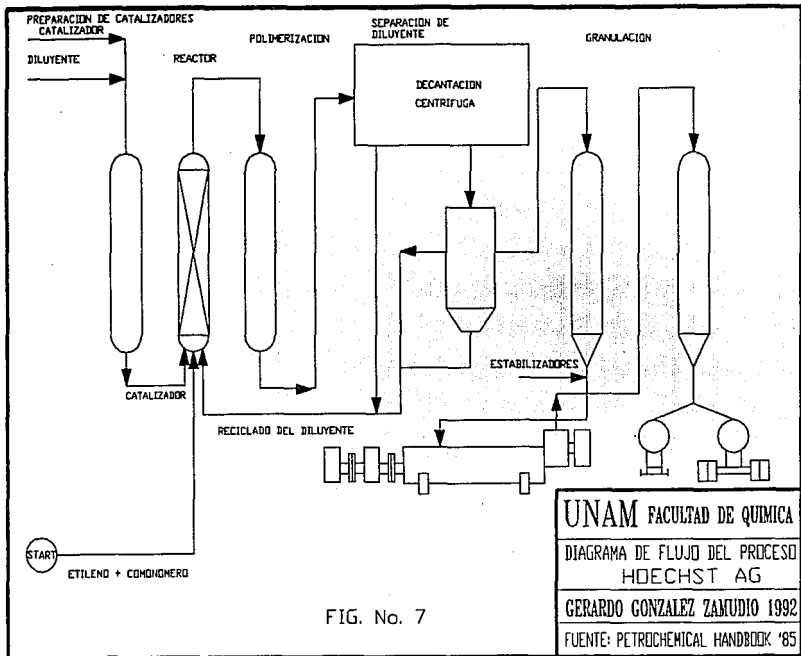 PREPARACION DE CATALIZADORES
CATALIZADOR
DILUYENTE
REACTOR
POLIMERIZACION
SEPARACION DE
DILUYENTE
GRANULACION
DECANTACION
CENTRIFUGA
ESTABILIZADORES
CATALIZADOR
RECICLADO DEL DILUYENTE
START
ETILENO + COMONOMERO
FIG. No. 7
UNAM FACULTAD DE QUIMICA
DIAGRAMA DE FLUJO DEL PROCESO
HOECHST AG
GERARDO GONZALEZ ZAMUDIO 1992
FUENTE: PETROCHEMICAL HANDBOOK '85